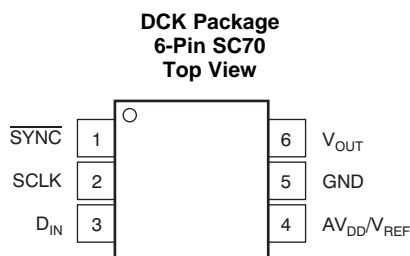 DCK Package
6-Pin SC70
Top View
SYNC 1 6 VOUT
SCLK 2 5 GND
DIN 3 4 AVDD/VREF